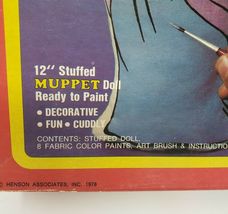 12" Stuffed
MUPPET Doll
Ready to Paint
• DECORATIVE
• FUN • CUDDLY
CONTENTS: STUFFED DOLL,
8 FABRIC COLOR PAINTS, ART BRUSH & INSTRUCTIO
© HENSON ASSOCIATES, INC. 1978